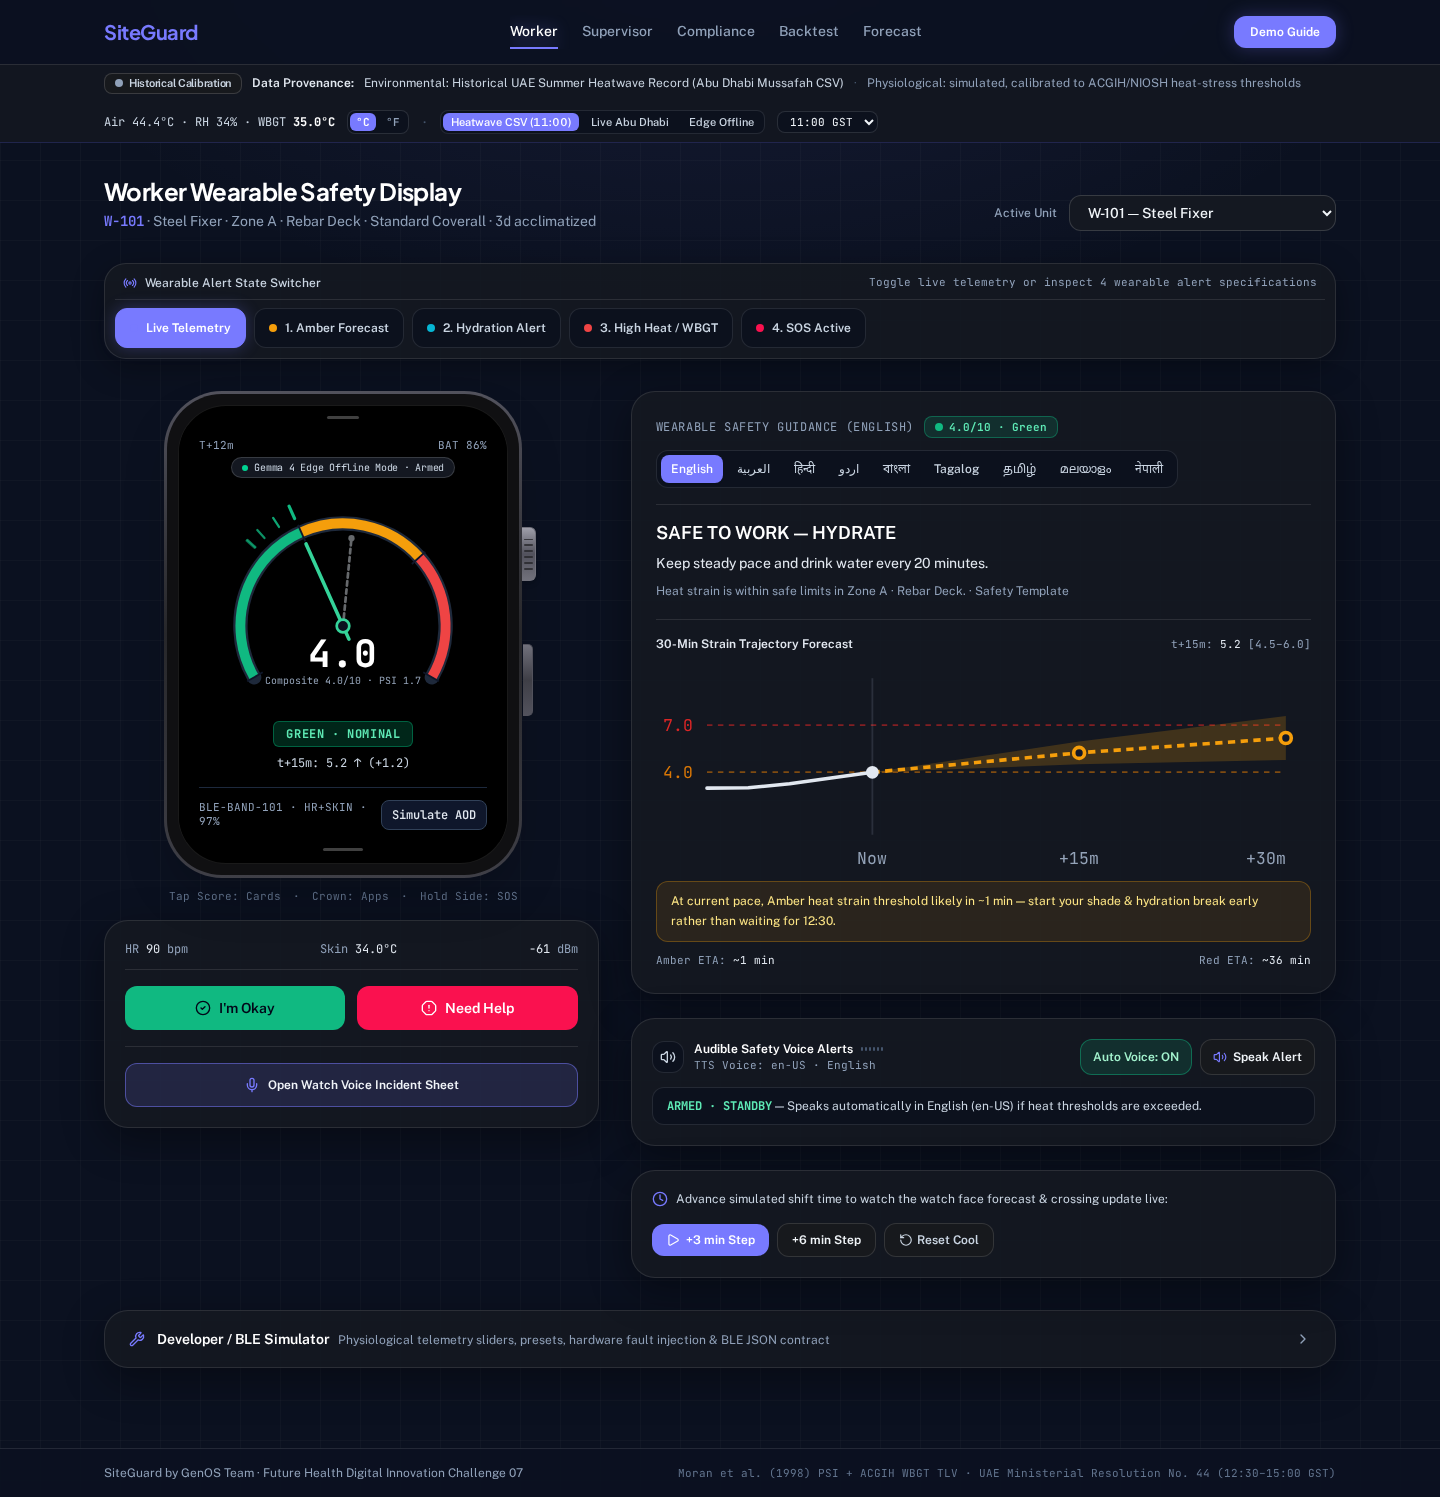 SiteGuard
Worker Supervisor Compliance Backtest Forecast
Demo Guide
Historical Calibration Data Provenance: Environmental: Historical UAE Summer Heatwave Record (Abu Dhabi Mussafah CSV) · Physiological: simulated, calibrated to ACGIH/NIOSH heat-stress thresholds
Air 44.4°C · RH 34% · WBGT 35.0°C °C °F · Heatwave CSV (11:00) Live Abu Dhabi Edge Offline 11:00 GST
Worker Wearable Safety Display
W-101 · Steel Fixer · Zone A · Rebar Deck · Standard Coverall · 3d acclimatized
Active Unit W-101 — Steel Fixer
Wearable Alert State Switcher
Toggle live telemetry or inspect 4 wearable alert specifications
Live Telemetry 1. Amber Forecast 2. Hydration Alert 3. High Heat / WBGT 4. SOS Active
T+12m BAT 86%
Gemma 4 Edge Offline Mode · Armed
4.0
Composite 4.0/10 · PSI 1.7
GREEN · NOMINAL
t+15m: 5.2 ↑ (+1.2)
BLE-BAND-101 · HR+SKIN ·
97%
Simulate AOD
Tap Score: Cards · Crown: Apps · Hold Side: SOS
HR 90 bpm Skin 34.0°C -61 dBm
I'm Okay Need Help
Open Watch Voice Incident Sheet
WEARABLE SAFETY GUIDANCE (ENGLISH) 4.0/10 · Green
English العربية हिन्दी اردو বাংলা Tagalog தமிழ் മലയാളം नेपाली
SAFE TO WORK — HYDRATE
Keep steady pace and drink water every 20 minutes.
Heat strain is within safe limits in Zone A · Rebar Deck. · Safety Template
30-Min Strain Trajectory Forecast t+15m: 5.2 [4.5–6.0]
7.0
4.0
Now +15m +30m
At current pace, Amber heat strain threshold likely in ~1 min — start your shade & hydration break early
rather than waiting for 12:30.
Amber ETA: ~1 min Red ETA: ~36 min
Audible Safety Voice Alerts
TTS Voice: en-US · English
Auto Voice: ON Speak Alert
ARMED · STANDBY — Speaks automatically in English (en-US) if heat thresholds are exceeded.
Advance simulated shift time to watch the watch face forecast & crossing update live:
+3 min Step +6 min Step Reset Cool
Developer / BLE Simulator Physiological telemetry sliders, presets, hardware fault injection & BLE JSON contract
SiteGuard by GenOS Team · Future Health Digital Innovation Challenge 07
Moran et al. (1998) PSI + ACGIH WBGT TLV · UAE Ministerial Resolution No. 44 (12:30–15:00 GST)